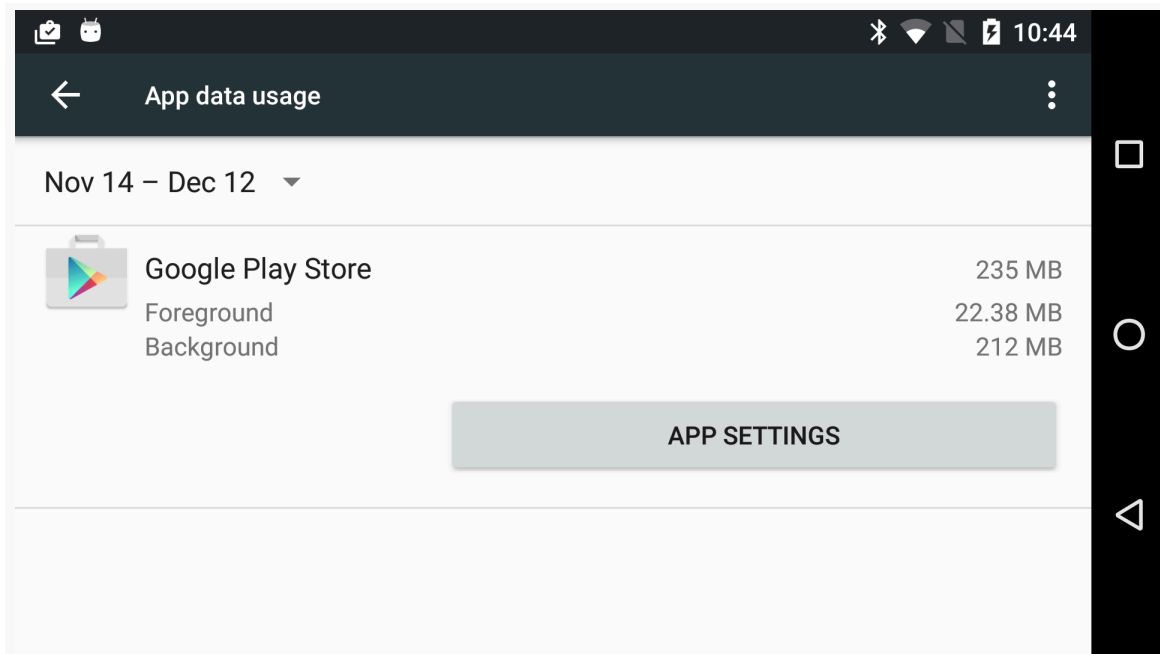 10:44
App data usage
Nov 14 – Dec 12
Google Play Store 235 MB
Foreground 22.38 MB
Background 212 MB
APP SETTINGS